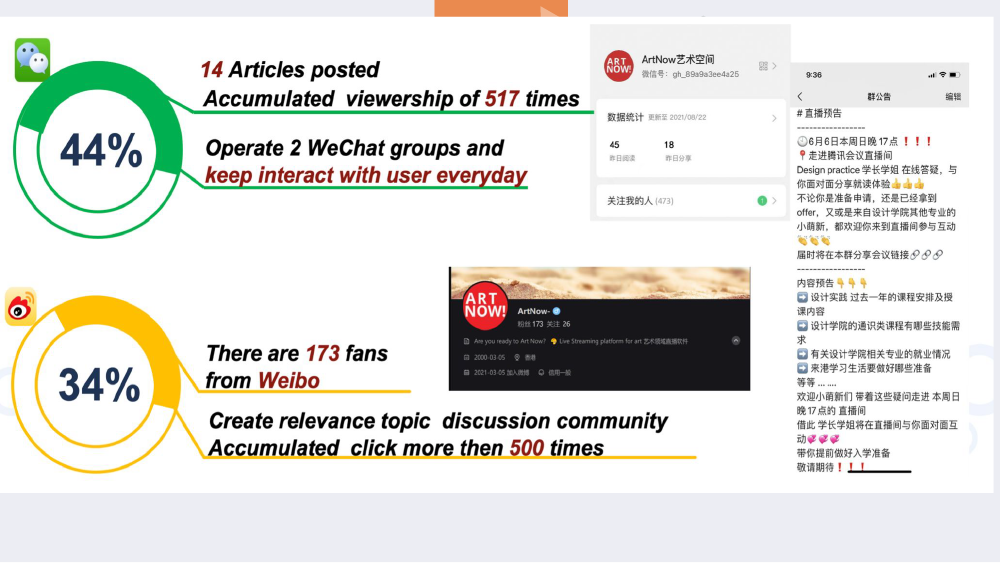 44%
14 Articles posted
Accumulated viewership of 517 times
Operate 2 WeChat groups and
keep interact with user everyday
34%
There are 173 fans
from Weibo
Create relevance topic discussion community
Accumulated click more then 500 times
ART
NOW!
ArtNow艺术空间
微信号: gh_89a9a3ee4a25
数据统计 更新至 2021/08/22
45 18
昨日阅读 昨日分享
关注我的人 (473)
1
ART
NOW!
ArtNow-
粉丝 173 关注 26
Are you ready to Art Now? Live Streaming platform for art 艺术领域直播软件
2000-03-05 香港
2021-03-05 加入微博 信用一般
9:36
群公告 编辑
# 直播预告
-----------------
🕐6月6日本周日晚 17点❗❗❗
📍走进腾讯会议直播间
Design practice 学长学姐 在线答疑，与
你面对面分享就读体验👍👍👍
不论你是准备申请，还是已经拿到
offer，又或是来自设计学院其他专业的
小萌新，都欢迎你来到直播间参与互动
👏👏👏
届时将在本群分享会议链接🔗🔗🔗
-----------------
内容预告👇👇👇
➡️ 设计实践 过去一年的课程安排及授
课内容
➡️ 设计学院的通识类课程有哪些技能需
求
➡️ 有关设计学院相关专业的就业情况
➡️ 来港学习生活要做好哪些准备
等等 ... ...
欢迎小萌新们 带着这些疑问走进 本周日
晚17点的 直播间
借此 学长学姐将在直播间与你面对面互
动💞💞💞
带你提前做好入学准备
敬请期待❗❗❗